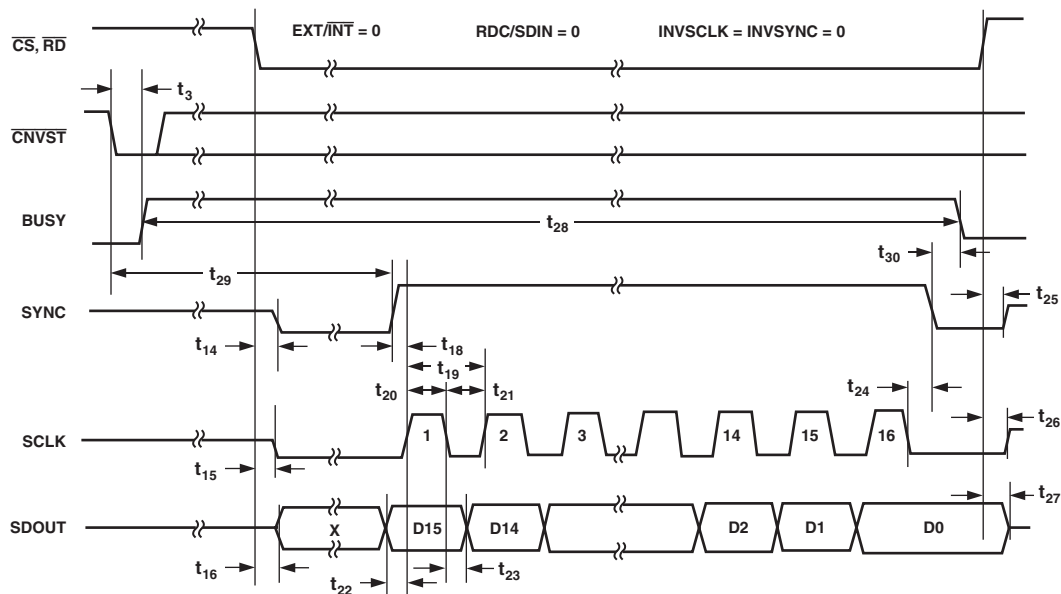 EXT/INT = 0 RDC/SDIN = 0 INVSCLK = INVSYNC = 0
CS, RD
t3
CNVST
BUSY
t28
t30
t29
t25
SYNC
t14
t18
t19
t20
t21
t24
t26
SCLK
1 2 3 14 15 16
t15
t27
SDOUT
X D15 D14 D2 D1 D0
t16
t22
t23